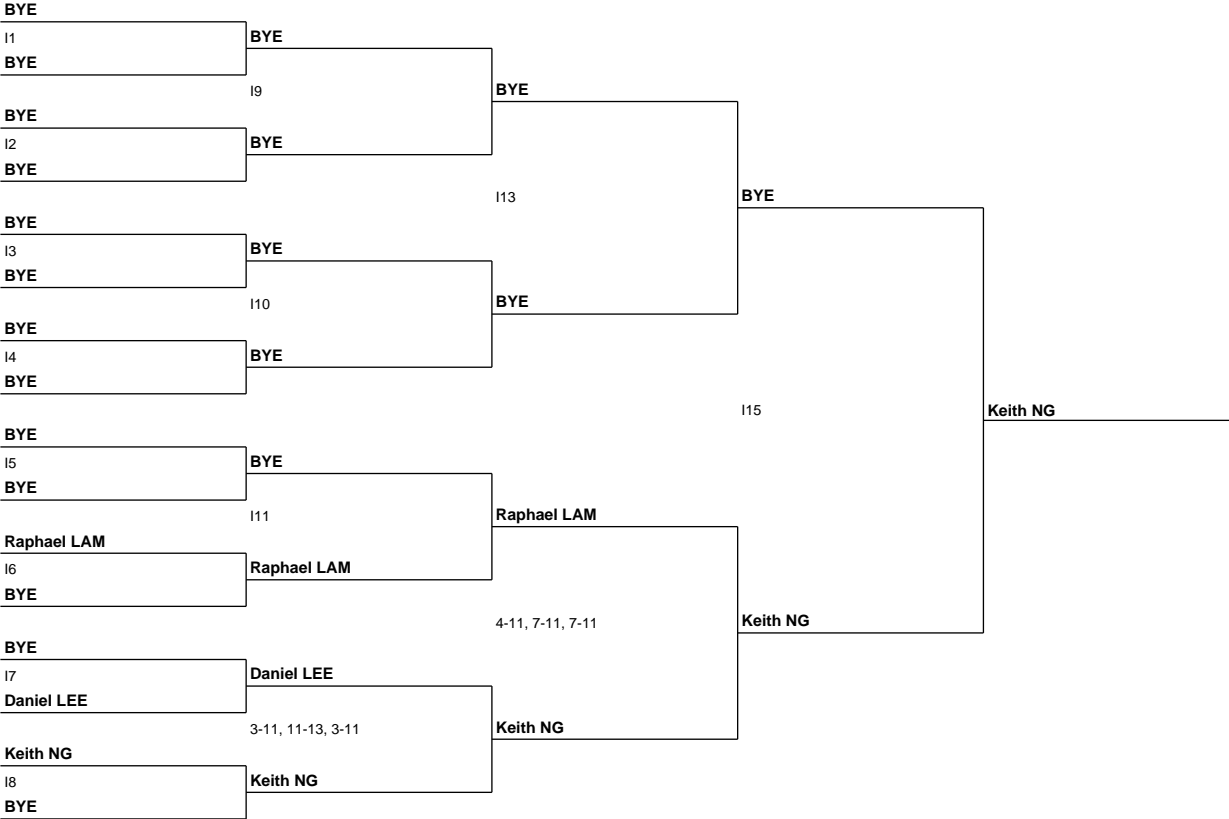 BYE
I1
BYE
BYE
I9
BYE
BYE
I2
BYE
BYE
I13
BYE
BYE
I3
BYE
BYE
I10
BYE
BYE
I4
BYE
BYE
I15
Keith NG
BYE
I5
BYE
BYE
I11
Raphael LAM
Raphael LAM
I6
Raphael LAM
BYE
4-11, 7-11, 7-11
Keith NG
BYE
I7
Daniel LEE
Daniel LEE
3-11, 11-13, 3-11
Keith NG
Keith NG
I8
Keith NG
BYE